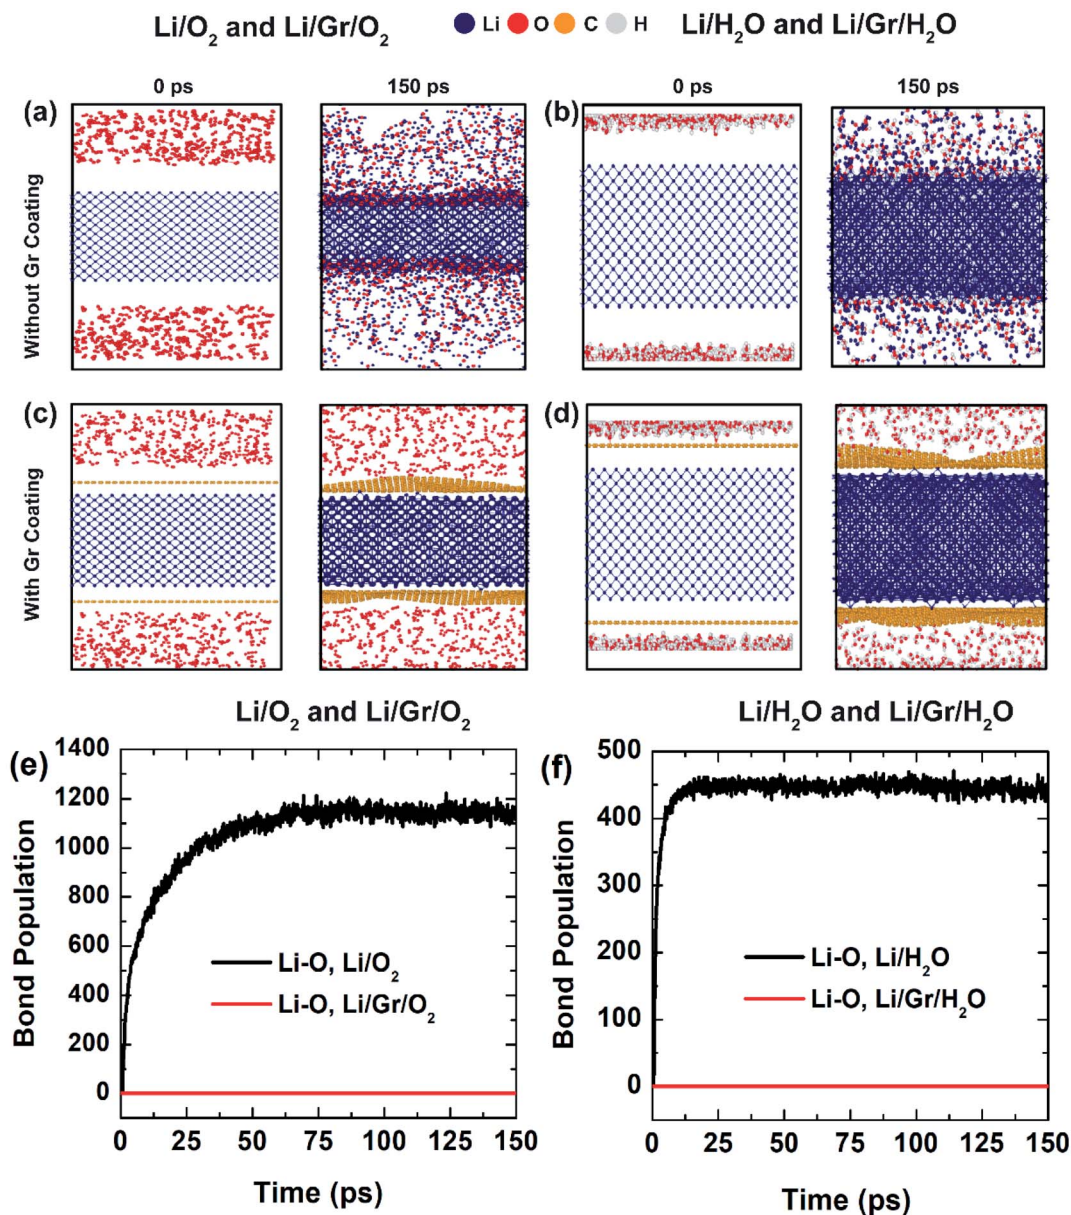 Li/O₂ and Li/Gr/O₂ Li O C H Li/H₂O and Li/Gr/H₂O
0 ps 150 ps 0 ps 150 ps
(a) (b)
Without Gr Coating
(c) (d)
With Gr Coating
Li/O₂ and Li/Gr/O₂ Li/H₂O and Li/Gr/H₂O
(e)
Bond Population
1400
1200
1000
800
600
400
200
0
Li-O, Li/O₂
Li-O, Li/Gr/O₂
0 25 50 75 100 125 150
Time (ps)
(f)
Bond Population
500
400
300
200
100
0
Li-O, Li/H₂O
Li-O, Li/Gr/H₂O
0 25 50 75 100 125 150
Time (ps)